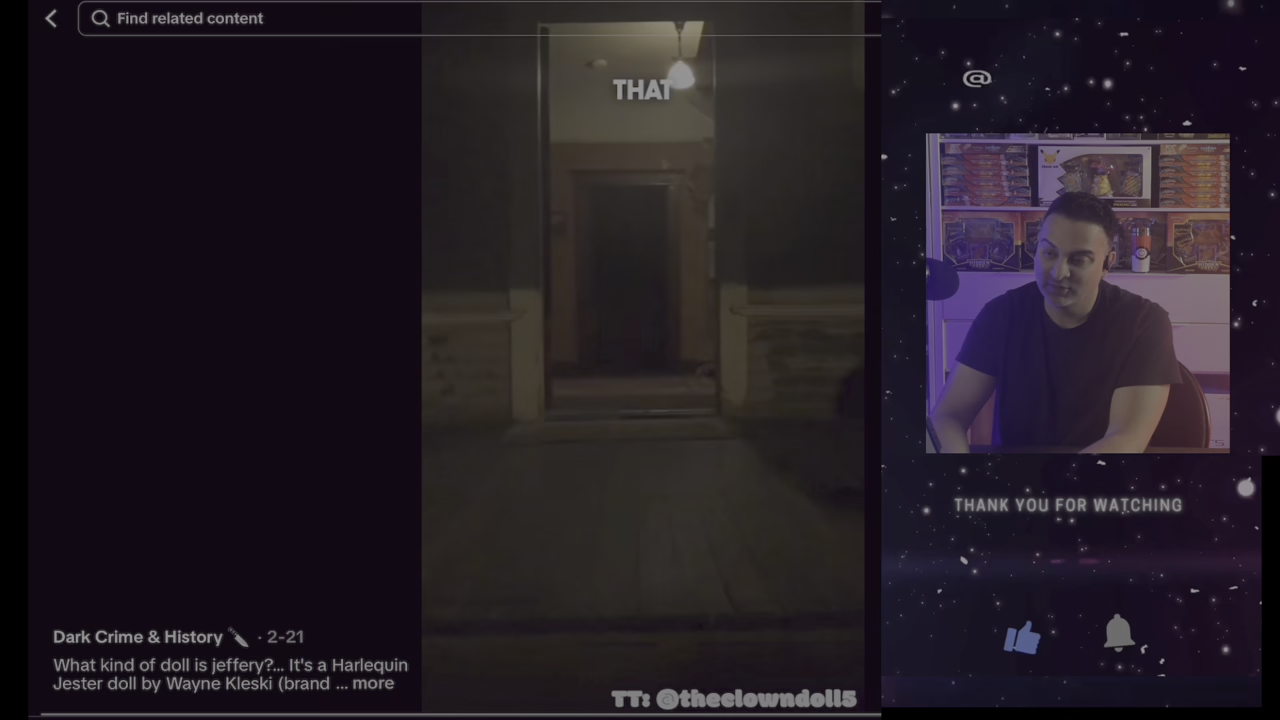 Find related content
THAT
@
THANK YOU FOR WATCHING
Dark Crime & History · 2-21
What kind of doll is jeffery?... It's a Harlequin
Jester doll by Wayne Kleski (brand ... more
TT: @theclowndoll5